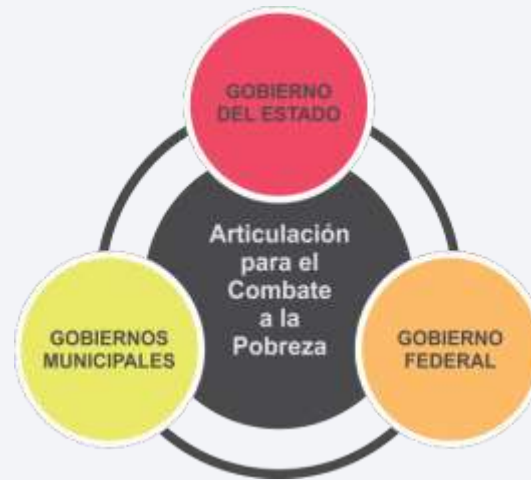 GOBIERNO
DEL ESTADO
Articulación
para el
Combate
a la
Pobreza
GOBIERNOS
MUNICIPALES
GOBIERNO
FEDERAL